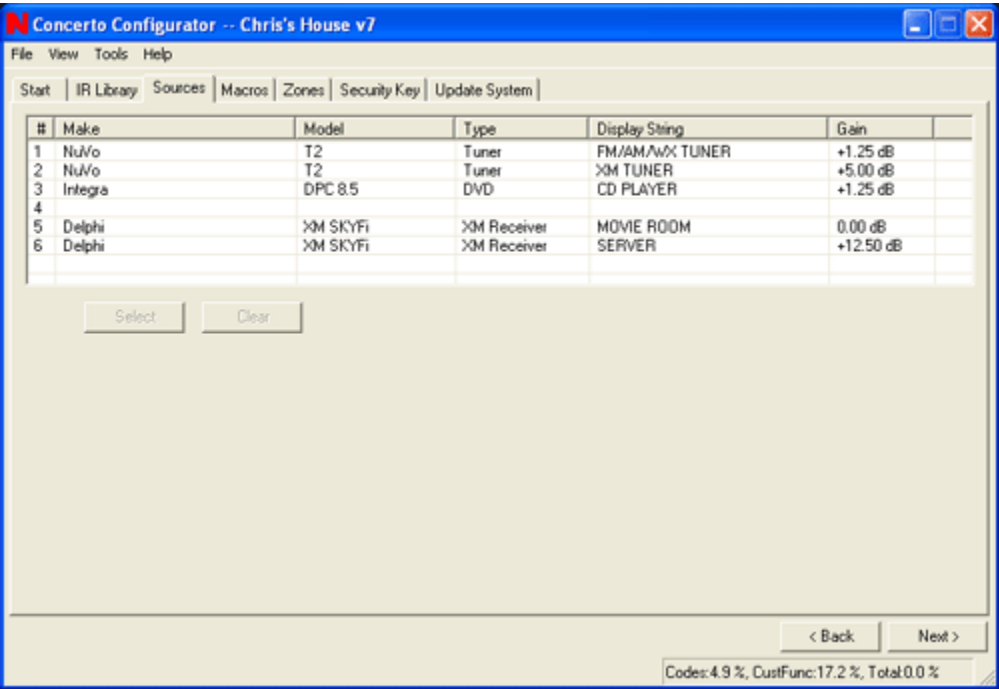 N Concerto Configurator -- Chris's House v7
File View Tools Help
Start IR Library Sources Macros Zones Security Key Update System
# Make Model Type Display String Gain
1 NuVo T2 Tuner FM/AM/WX TUNER +1.25 dB
2 NuVo T2 Tuner XM TUNER +5.00 dB
3 Integra DPC 8.5 DVD CD PLAYER +1.25 dB
4
5 Delphi XM SKYFi XM Receiver MOVIE ROOM 0.00 dB
6 Delphi XM SKYFi XM Receiver SERVER +12.50 dB
Select Clear
< Back Next >
Codes:4.9 %, CustFunc:17.2 %, Total:0.0 %